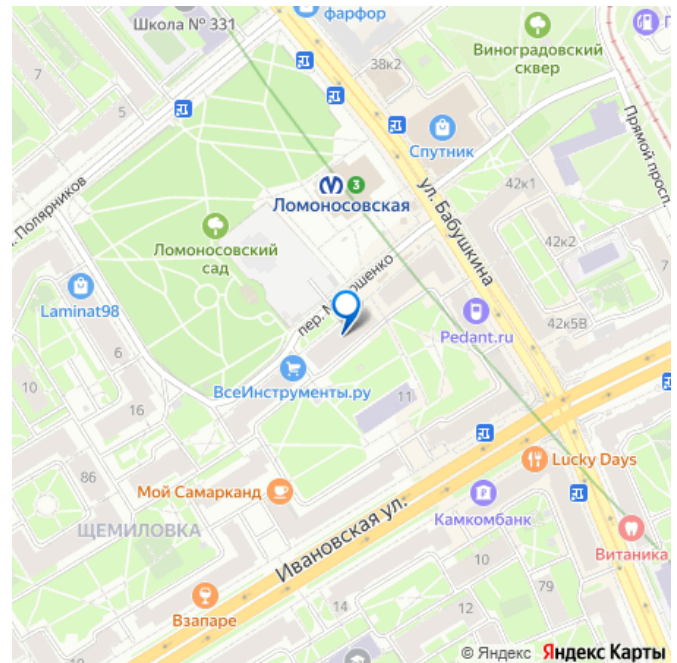 фарфор
Школа № 331
38к2
Виноградовский
сквер
7
5
Спутник
Прямой просп.
42к1
3
Ломоносовская
ул. Бабушкина
Полярников
Ломоносовский
сад
42к2
7
Laminat98
пер.
Pedant.ru
42к5В
6
ВсеИнструменты.ру
10
16
11
Lucky Days
86
Мой Самарканд
Камкомбанк
ЩЕМИЛОВКА
Ивановская ул.
Витаника
10
79
Взапаре
14
12
© Яндекс Яндекс Карты